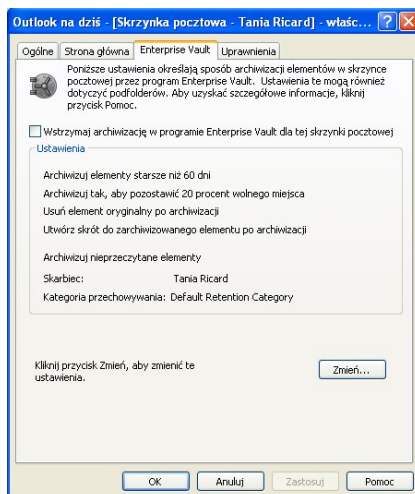 Outlook na dziś - [Skrzynka pocztowa - Tania Ricard] - właśc...
Ogólne Strona główna Enterprise Vault Uprawnienia
Poniższe ustawienia określają sposób archiwizacji elementów w skrzynce
pocztowej przez program Enterprise Vault. Ustawienia te mogą również
dotyczyć podfolderów. Aby uzyskać szczegółowe informacje, kliknij
przycisk Pomoc.
Wstrzymaj archiwizację w programie Enterprise Vault dla tej skrzynki pocztowej
Ustawienia
Archiwizuj elementy starsze niż 60 dni
Archiwizuj tak, aby pozostawić 20 procent wolnego miejsca
Usuń element oryginalny po archiwizacji
Utwórz skrót do zarchiwizowanego elementu po archiwizacji
Archiwizuj nieprzeczytane elementy
Skarbiec: Tania Ricard
Kategoria przechowywania: Default Retention Category
Kliknij przycisk Zmień, aby zmienić te
ustawienia.
Zmień...
OK Anuluj Zastosuj Pomoc